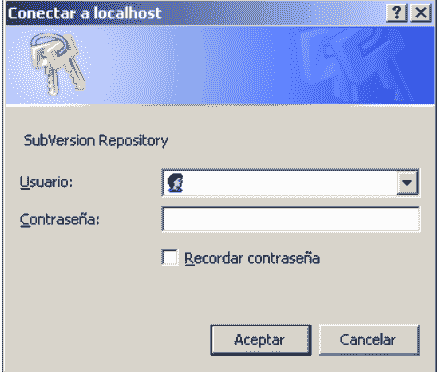 Conectar a localhost
SubVersion Repository
Usuario:
Contraseña:
Recordar contraseña
Aceptar Cancelar